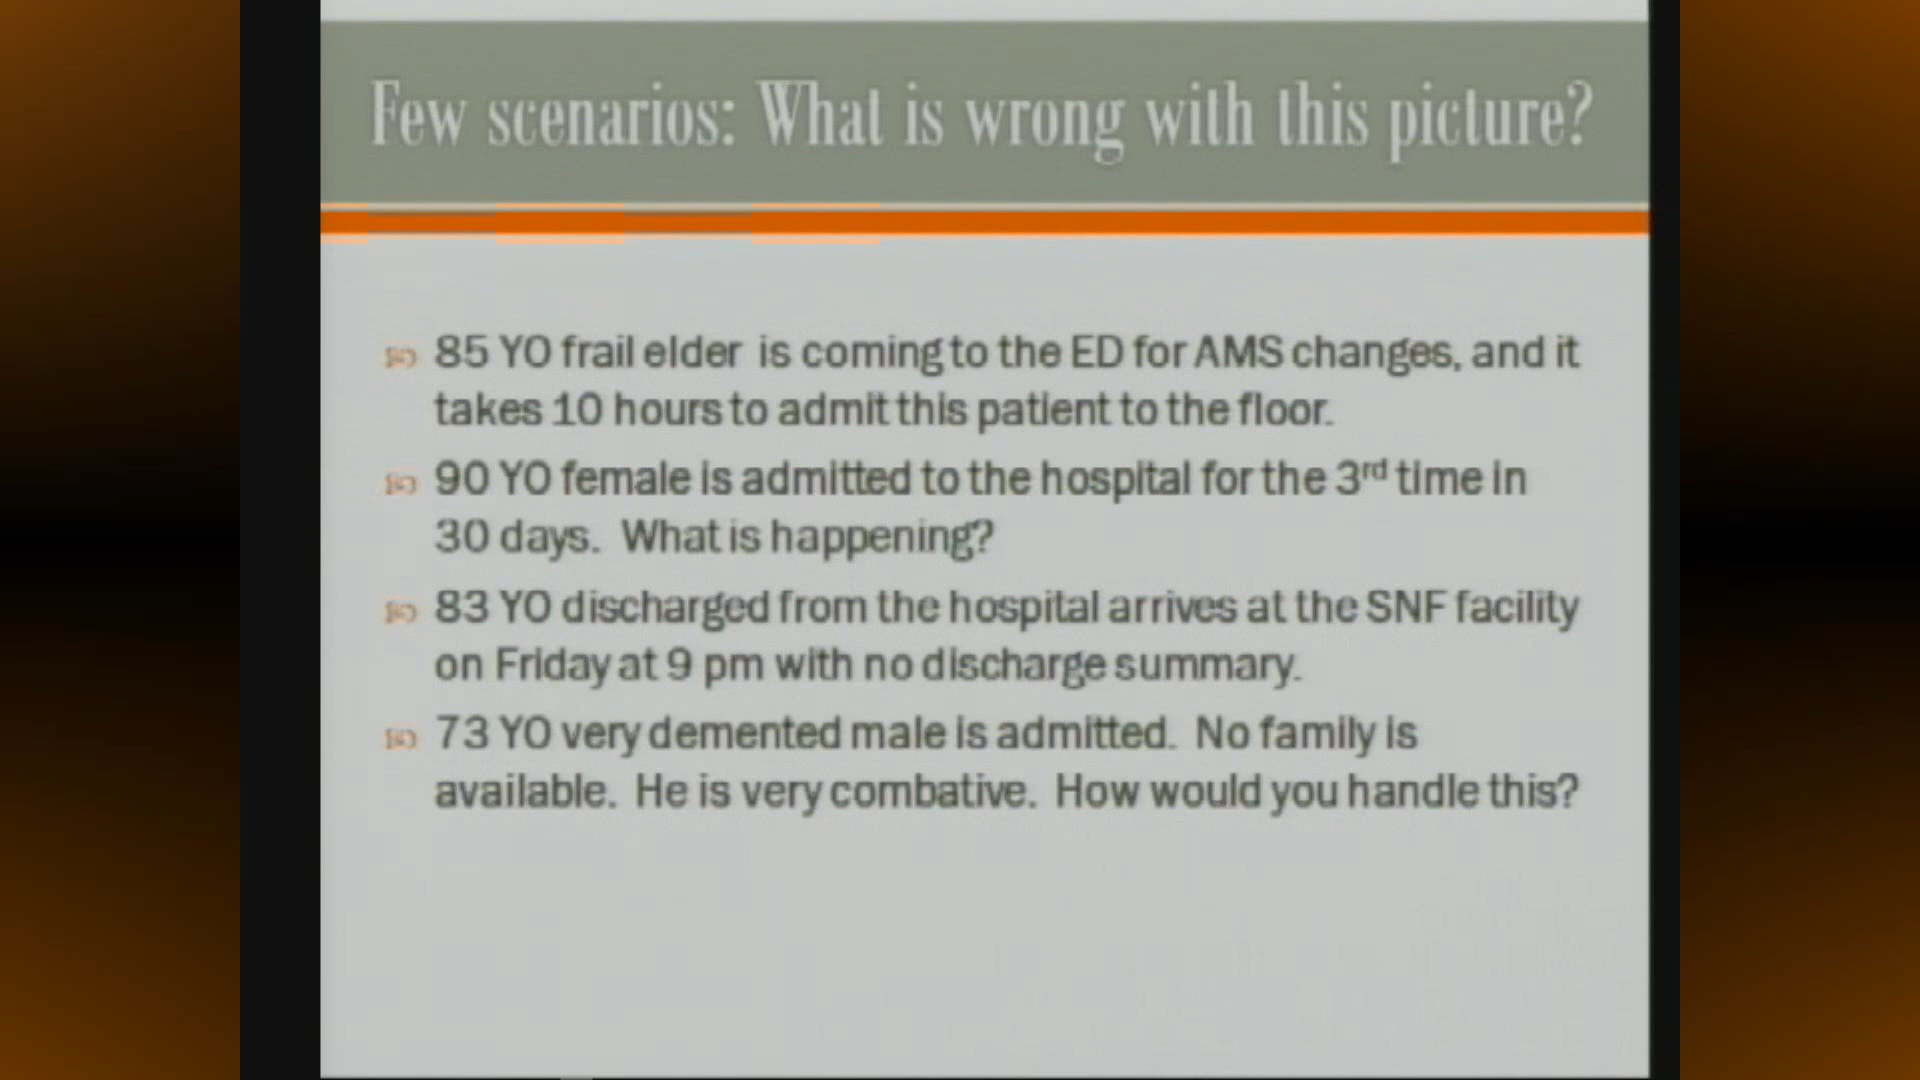 Few scenarios: What is wrong with this picture?
85 YO frail elder is coming to the ED for AMS changes, and it
takes 10 hours to admit this patient to the floor.
90 YO female is admitted to the hospital for the 3rd time in
30 days. What is happening?
83 YO discharged from the hospital arrives at the SNF facility
on Friday at 9 pm with no discharge summary.
73 YO very demented male is admitted. No family is
available. He is very combative. How would you handle this?